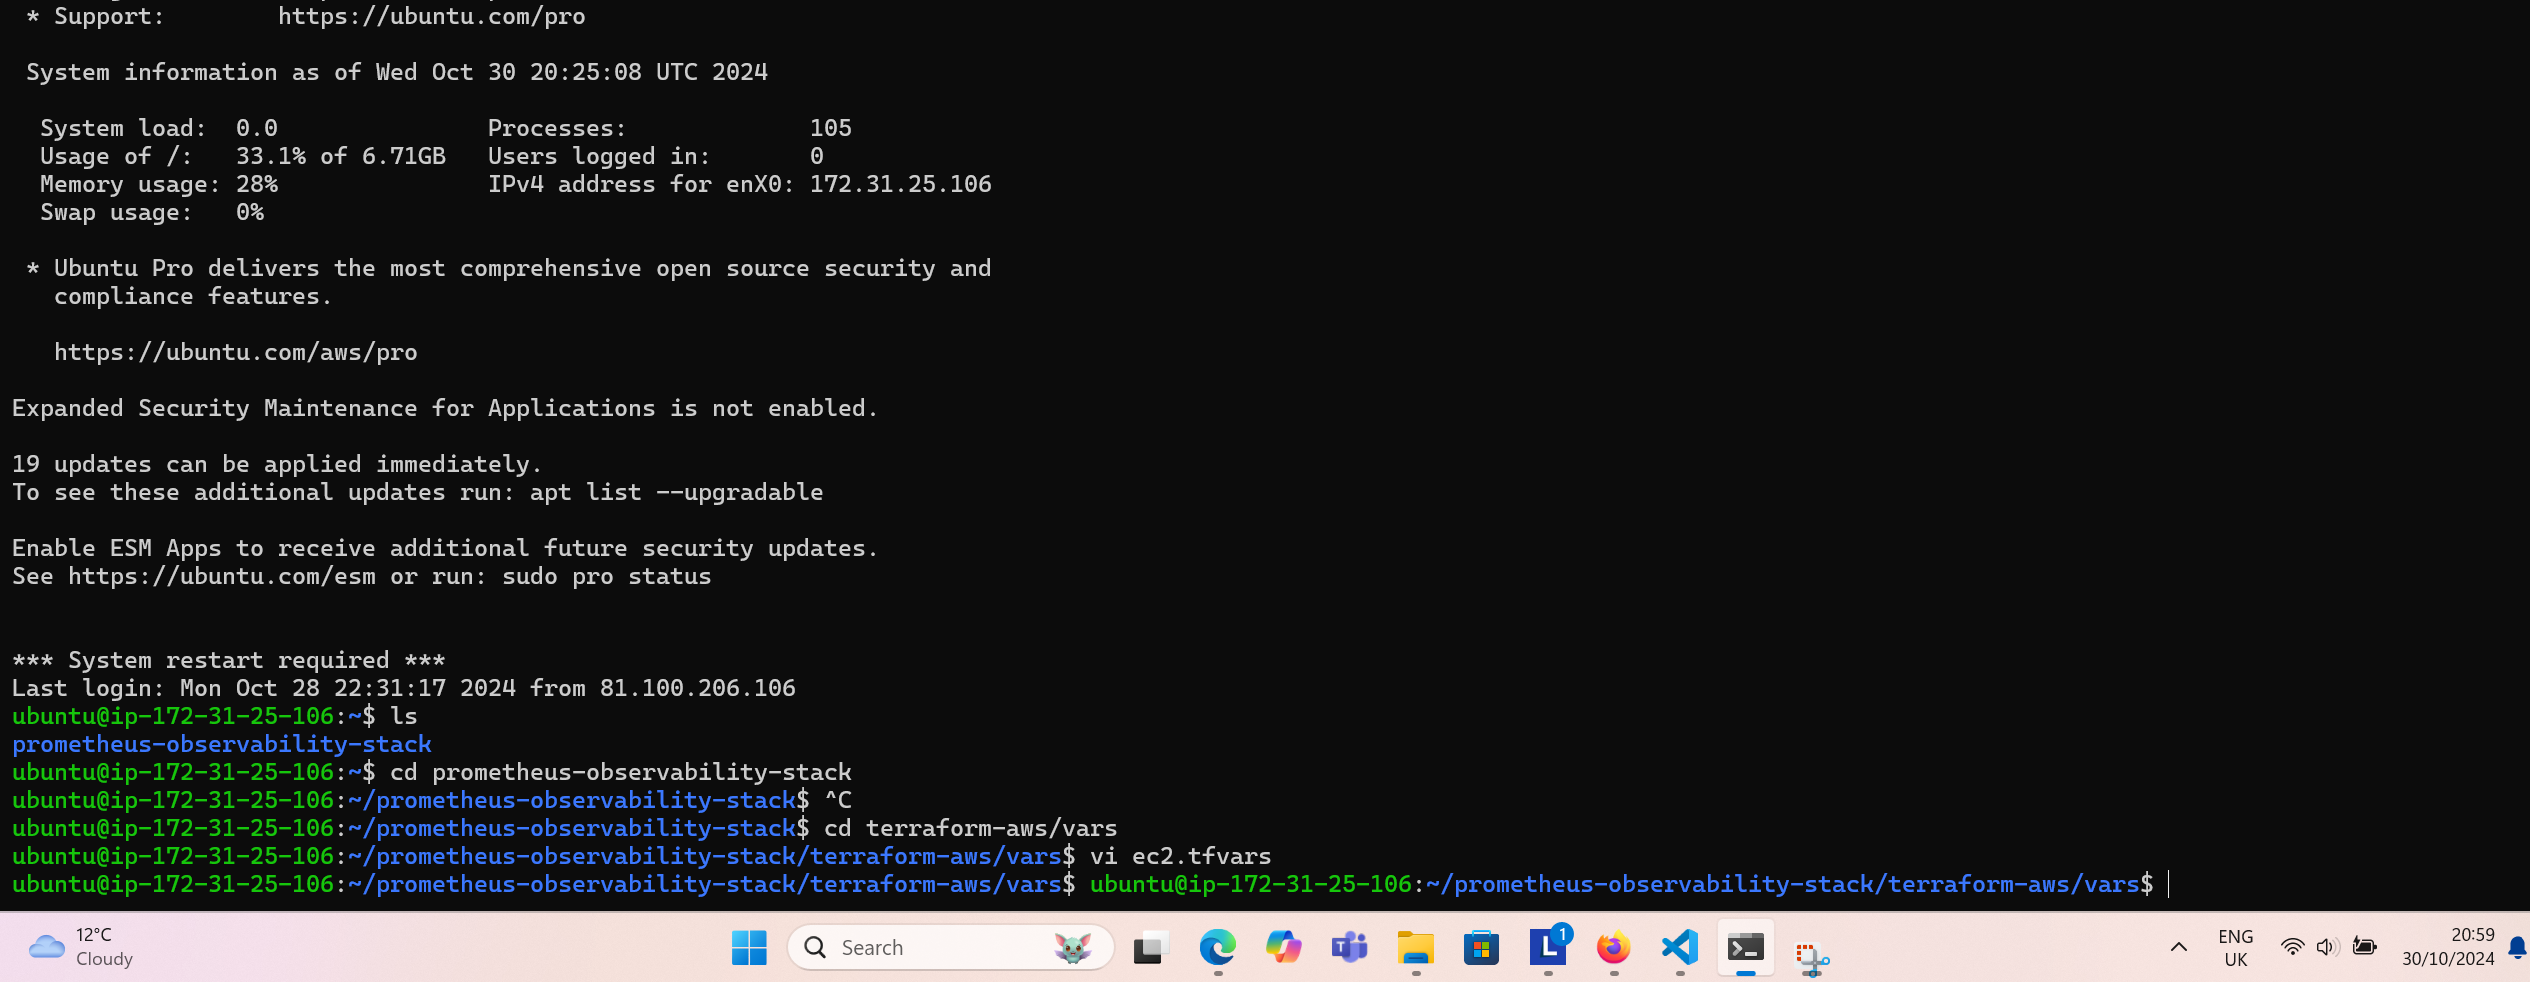 * Support: https://ubuntu.com/pro
System information as of Wed Oct 30 20:25:08 UTC 2024
System load: 0.0 Processes: 105
Usage of /: 33.1% of 6.71GB Users logged in: 0
Memory usage: 28% IPv4 address for enX0: 172.31.25.106
Swap usage: 0%
* Ubuntu Pro delivers the most comprehensive open source security and
compliance features.
https://ubuntu.com/aws/pro
Expanded Security Maintenance for Applications is not enabled.
19 updates can be applied immediately.
To see these additional updates run: apt list --upgradable
Enable ESM Apps to receive additional future security updates.
See https://ubuntu.com/esm or run: sudo pro status
*** System restart required ***
Last login: Mon Oct 28 22:31:17 2024 from 81.100.206.106
ubuntu@ip-172-31-25-106:~$ ls
prometheus-observability-stack
ubuntu@ip-172-31-25-106:~$ cd prometheus-observability-stack
ubuntu@ip-172-31-25-106:~/prometheus-observability-stack$ ^C
ubuntu@ip-172-31-25-106:~/prometheus-observability-stack$ cd terraform-aws/vars
ubuntu@ip-172-31-25-106:~/prometheus-observability-stack/terraform-aws/vars$ vi ec2.tfvars
ubuntu@ip-172-31-25-106:~/prometheus-observability-stack/terraform-aws/vars$ ubuntu@ip-172-31-25-106:~/prometheus-observability-stack/terraform-aws/vars$
12°C
Cloudy
Search
T
L
1
ENG
UK
20:59
30/10/2024